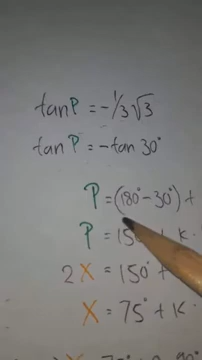 tan P = -1/3√3
tan P = -tan 30°
P = (180° - 30°) +
P = 15
2X = 150° +
X = 75° + k